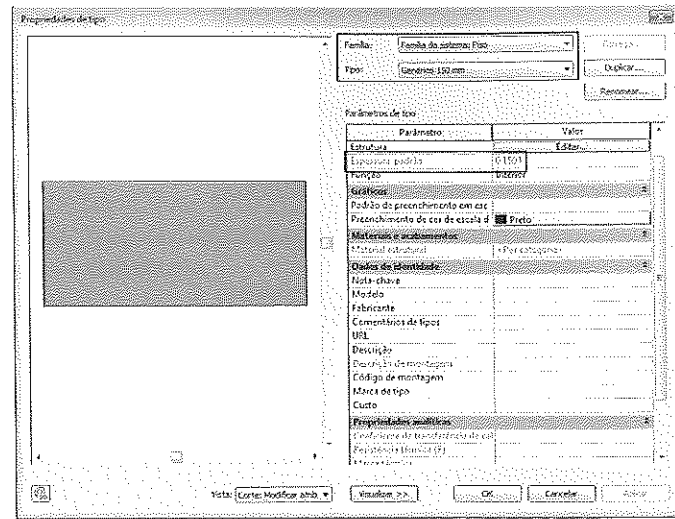 Propriedades de tipo
Família: Família do sistema: Piso
Carregar...
Tipo: Genérico 150 mm
Duplicar...
Renomear...
Parâmetros de tipo
Parâmetro Valor
Estrutura Editar...
Espessura padrão 0.1500
Função Interior
Gráficos
Padrão de preenchimento em esc
Preenchimento de cor de escala d Preto
Materiais e acabamentos
Material estrutural <Por categoria>
Dados de identidade
Nota-chave
Modelo
Fabricante
Comentários de tipos
URL
Descrição
Descrição de montagem
Código de montagem
Marca de tipo
Custo
Propriedades analíticas
Coeficiente de transferência de cal
Resistência térmica (R)
Vista: Corte: Modificar atrib
Visualizar >>
OK
Cancelar
Aplicar